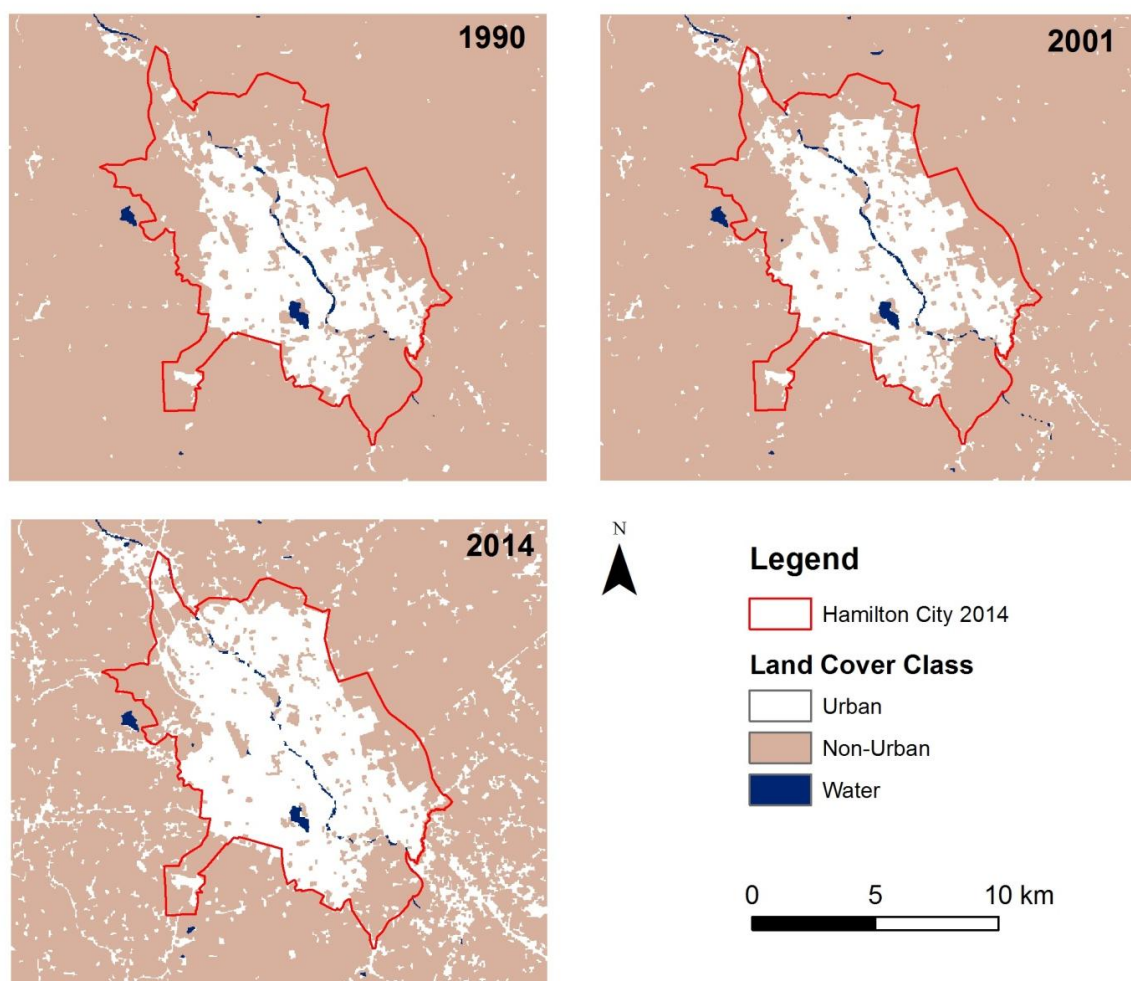 1990
2001
2014
N
Legend
Hamilton City 2014
Land Cover Class
Urban
Non-Urban
Water
0 5 10 km